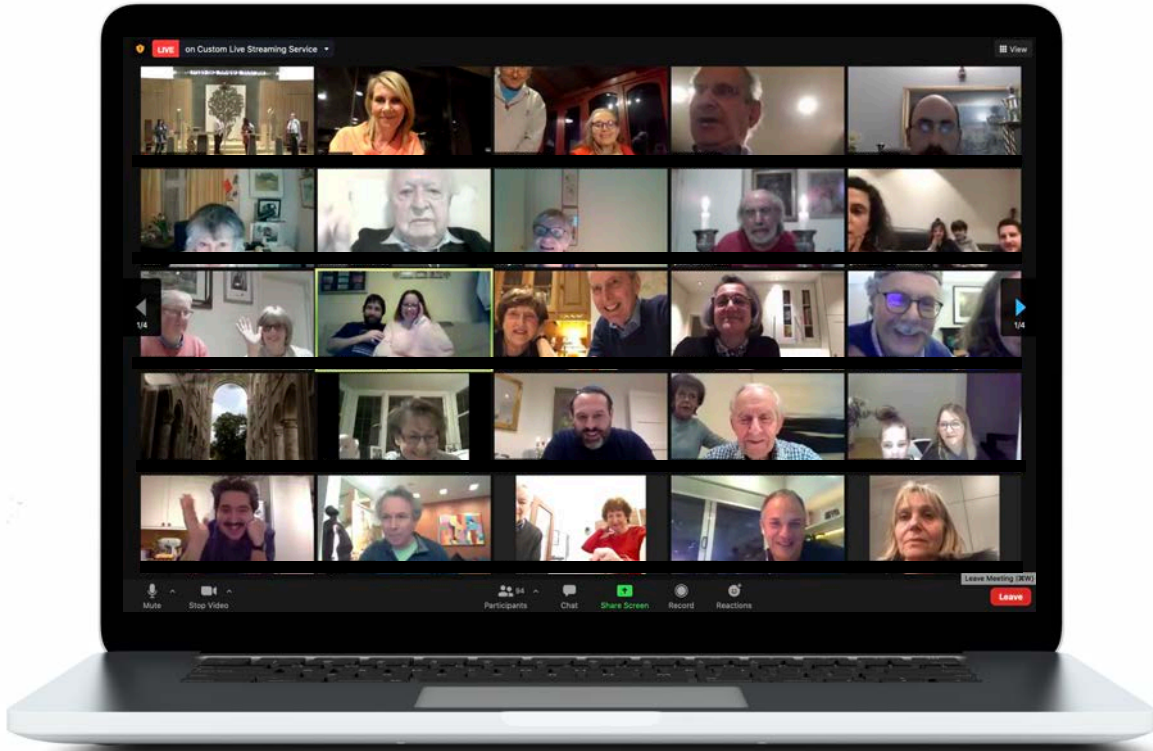 LIVE on Custom Live Streaming Service
View
1/4
1/4
Leave Meeting (⌘W)
Mute
Stop Video
94
Participants
Chat
Share Screen
Record
Reactions
Leave